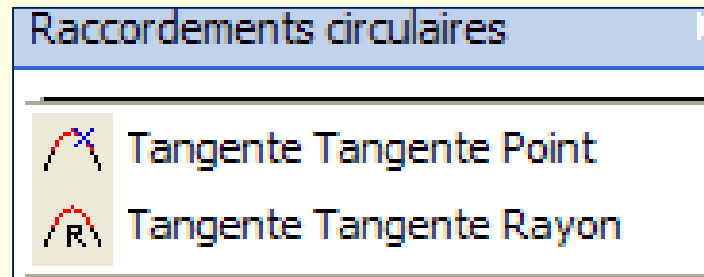 Raccordements circulaires
Tangente Tangente Point
R Tangente Tangente Rayon